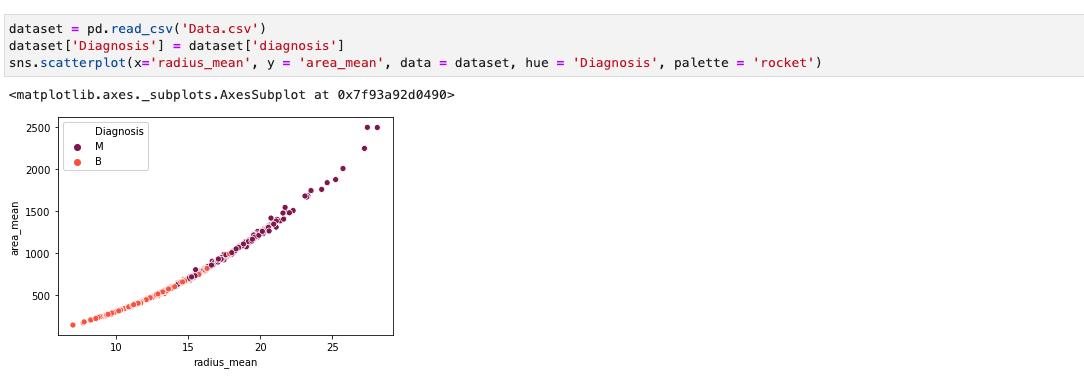 dataset = pd.read_csv('Data.csv')
dataset['Diagnosis'] = dataset['diagnosis']
sns.scatterplot(x='radius_mean', y = 'area_mean', data = dataset, hue = 'Diagnosis', palette = 'rocket')
<matplotlib.axes._subplots.AxesSubplot at 0x7f93a92d0490>
Diagnosis
M
B
2500
2000
1500
1000
500
area_mean
10 15 20 25
radius_mean